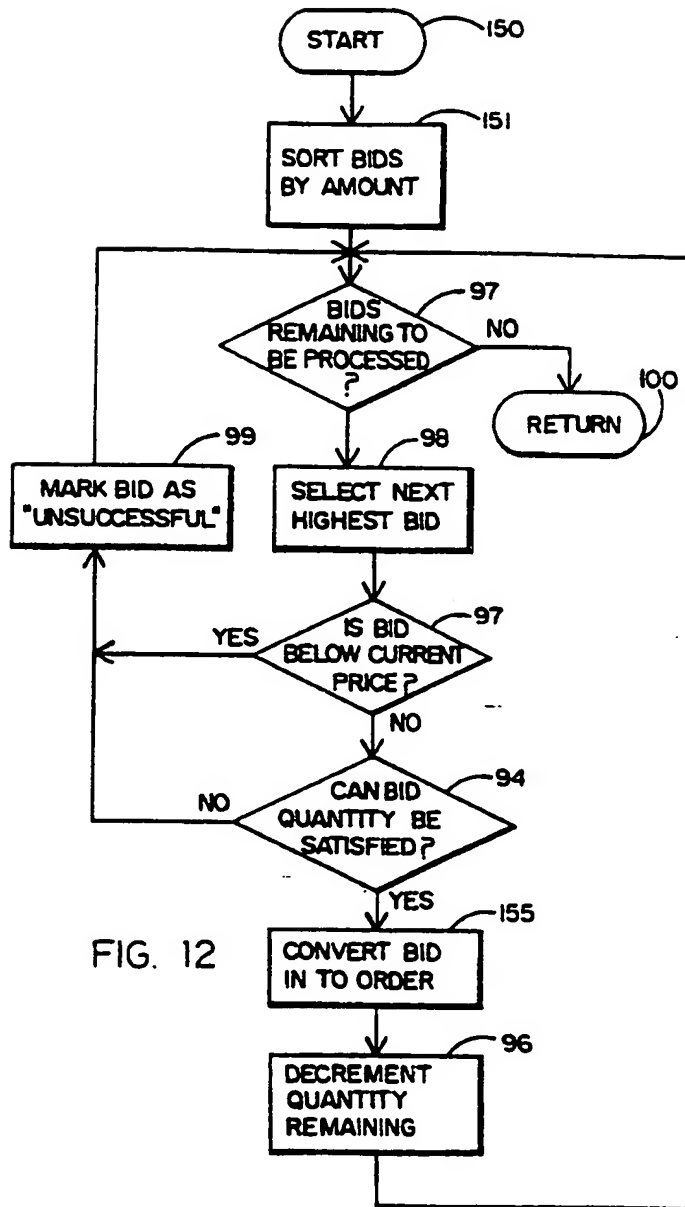 START
150
151
SORT BIDS
BY AMOUNT
97
BIDS
REMAINING TO
BE PROCESSED
?
NO
RETURN
100
99
MARK BID AS
"UNSUCCESSFUL"
98
SELECT NEXT
HIGHEST BID
97
YES
IS BID
BELOW CURRENT
PRICE?
NO
94
NO
CAN BID
QUANTITY BE
SATISFIED?
YES
155
FIG. 12
CONVERT BID
IN TO ORDER
96
DECREMENT
QUANTITY
REMAINING